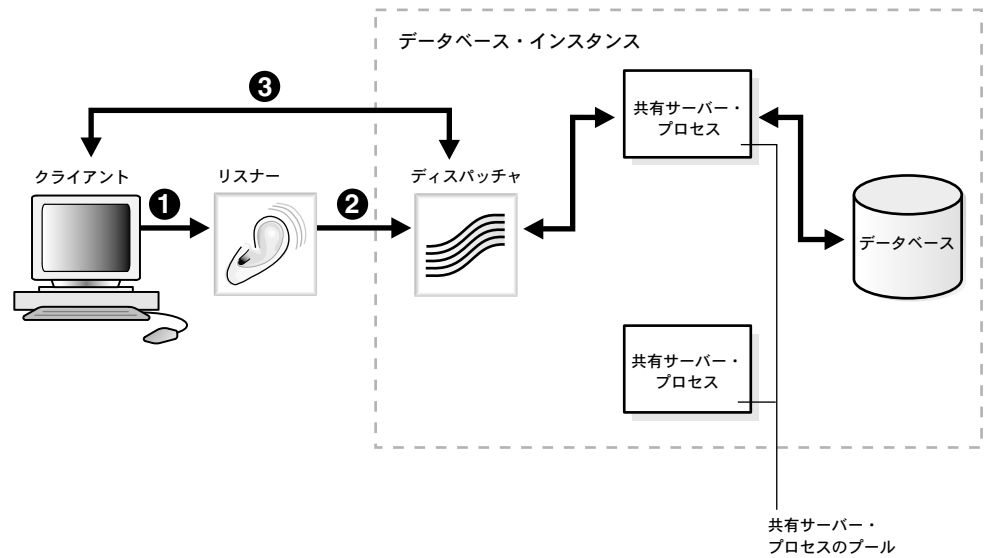 データベース・インスタンス
❸
共有サーバー・
プロセス
クライアント
リスナー
ディスパッチャ
❶
❷
データベース
共有サーバー・
プロセス
共有サーバー・
プロセスのプール